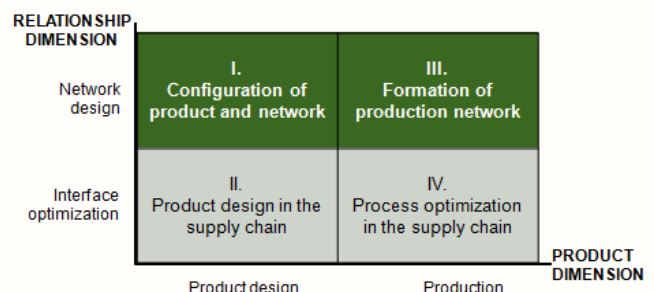 RELATIONSHIP
DIMENSION
Network
design
I.
Configuration of
product and network
III.
Formation of
production network
Interface
optimization
II.
Product design in the
supply chain
IV.
Process optimization
in the supply chain
PRODUCT
DIMENSION
Product design
Production